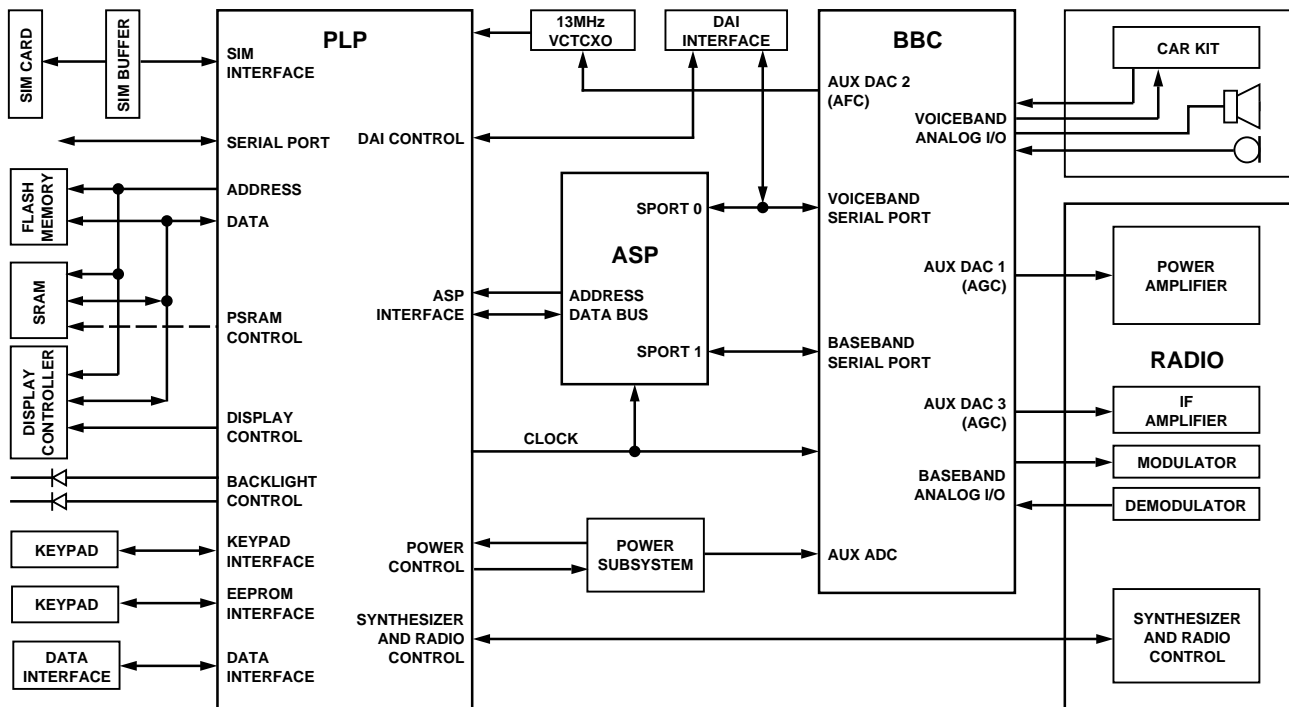 SIM CARD
SIM BUFFER
PLP
SIM
INTERFACE
SERIAL PORT
DAI CONTROL
FLASH
MEMORY
ADDRESS
DATA
SRAM
PSRAM
CONTROL
DISPLAY
CONTROLLER
DISPLAY
CONTROL
BACKLIGHT
CONTROL
KEYPAD
KEYPAD
INTERFACE
KEYPAD
EEPROM
INTERFACE
DATA
INTERFACE
DATA
INTERFACE
ASP
INTERFACE
POWER
CONTROL
SYNTHESIZER
AND RADIO
CONTROL
13MHz
VCTCXO
DAI
INTERFACE
SPORT 0
ASP
ADDRESS
DATA BUS
SPORT 1
CLOCK
POWER
SUBSYSTEM
BBC
AUX DAC 2
(AFC)
VOICEBAND
ANALOG I/O
VOICEBAND
SERIAL PORT
AUX DAC 1
(AGC)
BASEBAND
SERIAL PORT
AUX DAC 3
(AGC)
BASEBAND
ANALOG I/O
AUX ADC
CAR KIT
POWER
AMPLIFIER
RADIO
IF
AMPLIFIER
MODULATOR
DEMODULATOR
SYNTHESIZER
AND RADIO
CONTROL